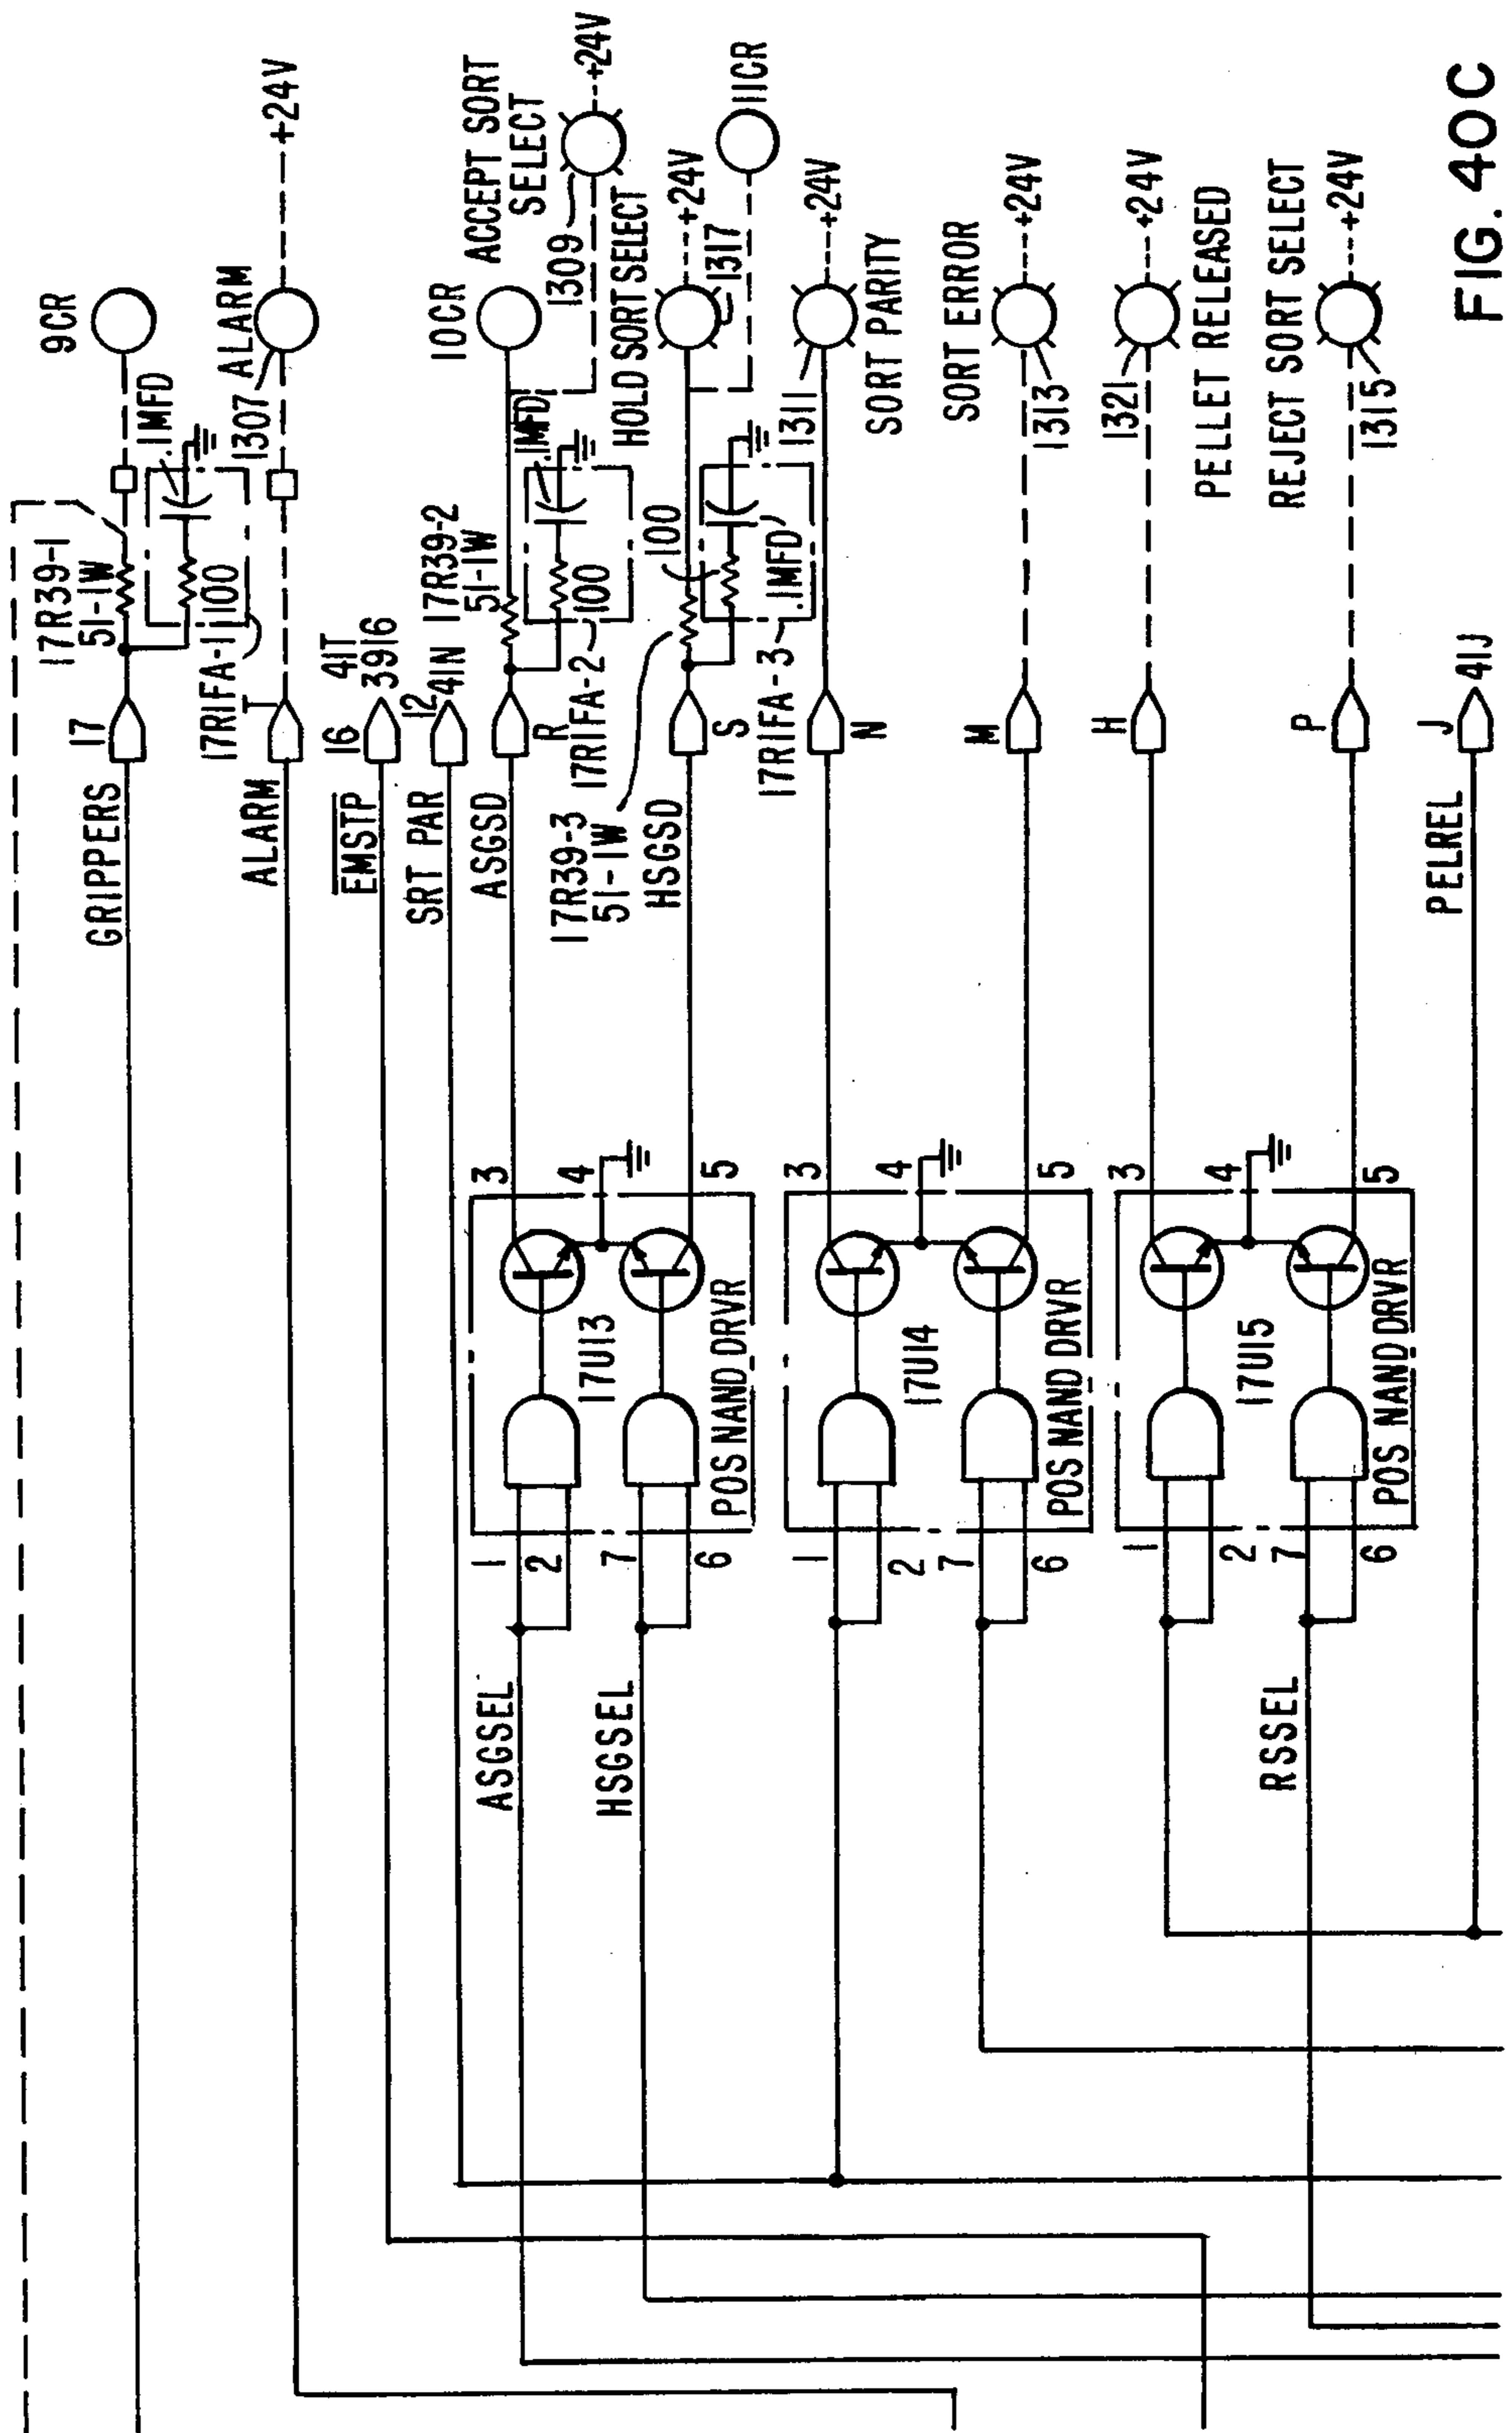 9CR
17R39-1
51-1W
.1MFD
17
GRIPPERS
100
17RIFA-1
1307
ALARM
+24V
T
ALARM
16
41T
3916
EMSTP
12
41N
SRT PAR
17R39-2
51-1W
10CR
ACCEPT SORT
SELECT
1309
+24V
.1MFD
100
R
ASGSD
17RIFA-2
HOLD SORT SELECT
+24V
1317
11CR
100
.1MFD
S
17R39-3
51-1W
HSGSD
17RIFA-3
1311
+24V
SORT PARITY
N
SORT ERROR
+24V
1313
M
1321
+24V
PELLET RELEASED
H
REJECT SORT SELECT
+24V
1315
P
J
41J
PELREL
ASGSEL
HSGSEL
1
2
7
6
17U13
POS NAND DRVR
3
4
5
1
2
7
6
17U14
POS NAND DRVR
3
4
5
RSSEL
1
2
7
6
17U15
POS NAND DRVR
3
4
5
FIG. 40C